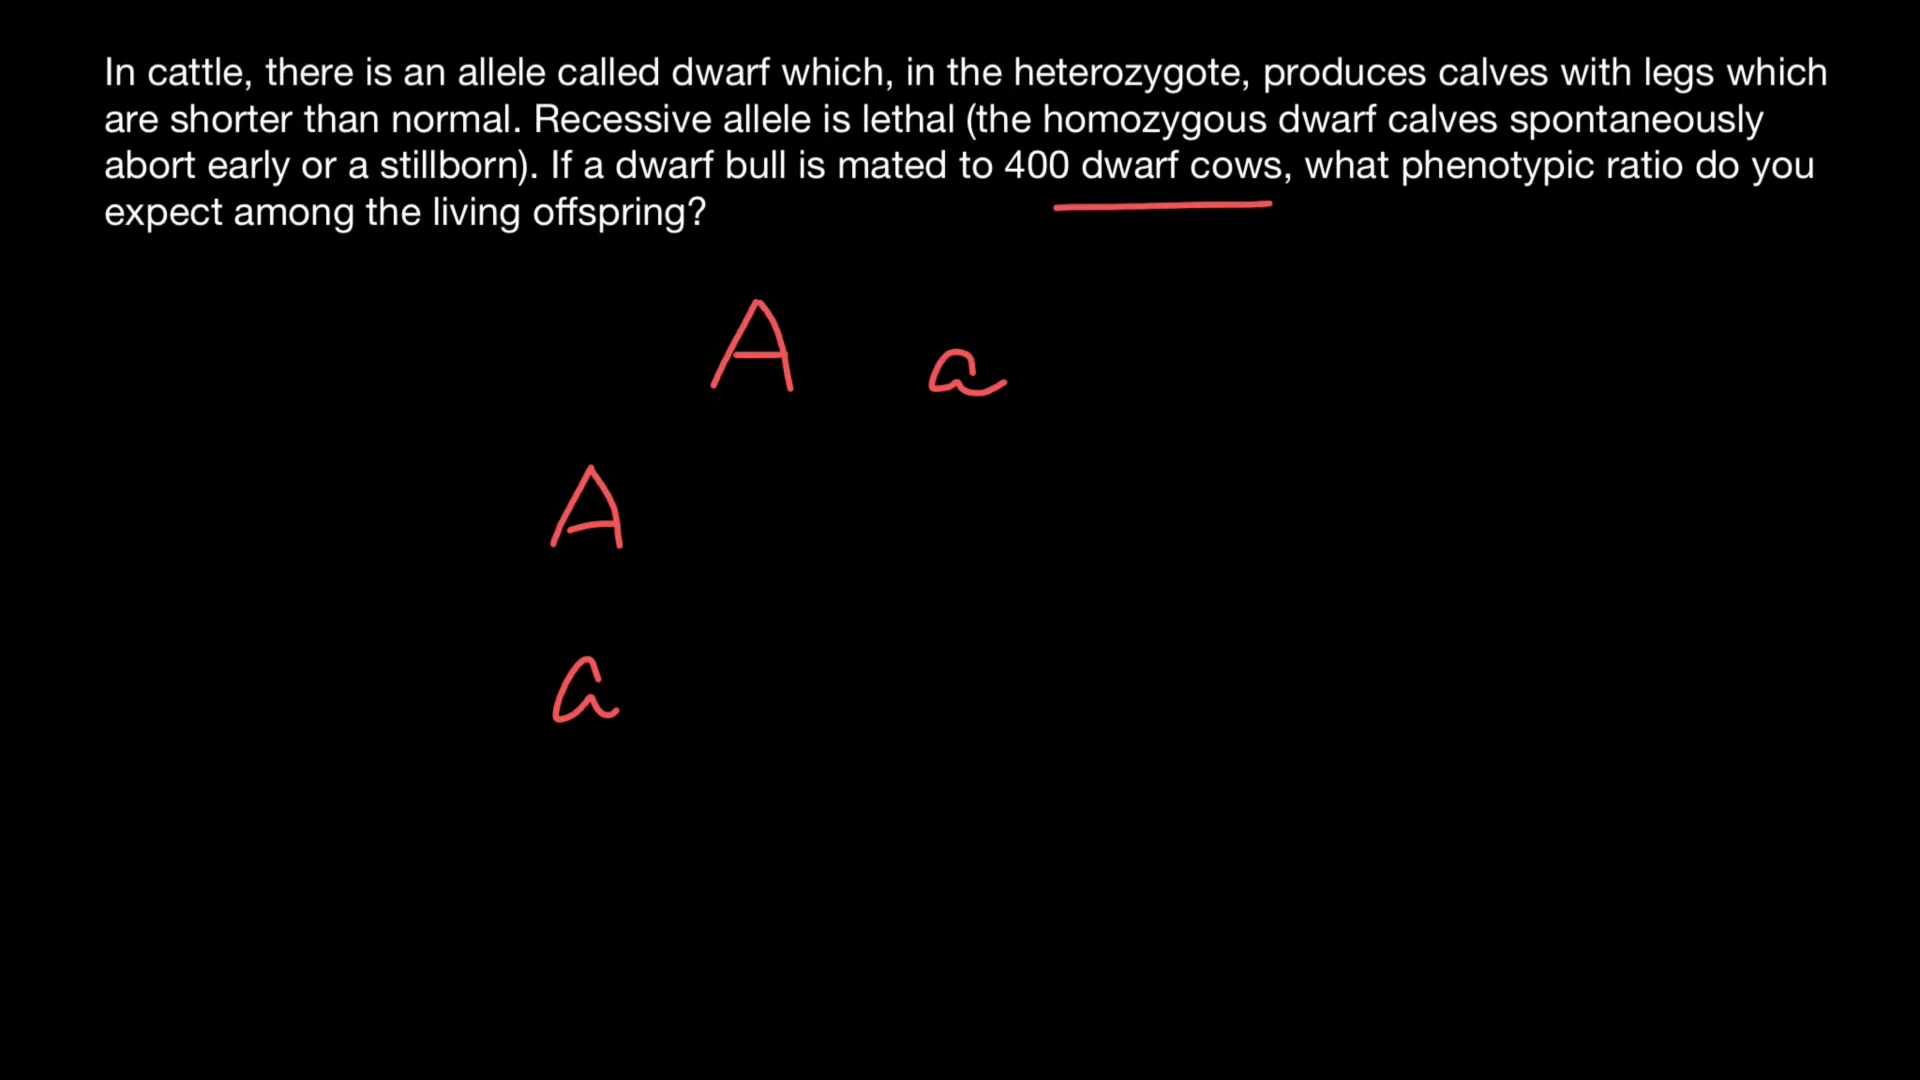 In cattle, there is an allele called dwarf which, in the heterozygote, produces calves with legs which
are shorter than normal. Recessive allele is lethal (the homozygous dwarf calves spontaneously
abort early or a stillborn). If a dwarf bull is mated to 400 dwarf cows, what phenotypic ratio do you
expect among the living offspring?
A a
A
a